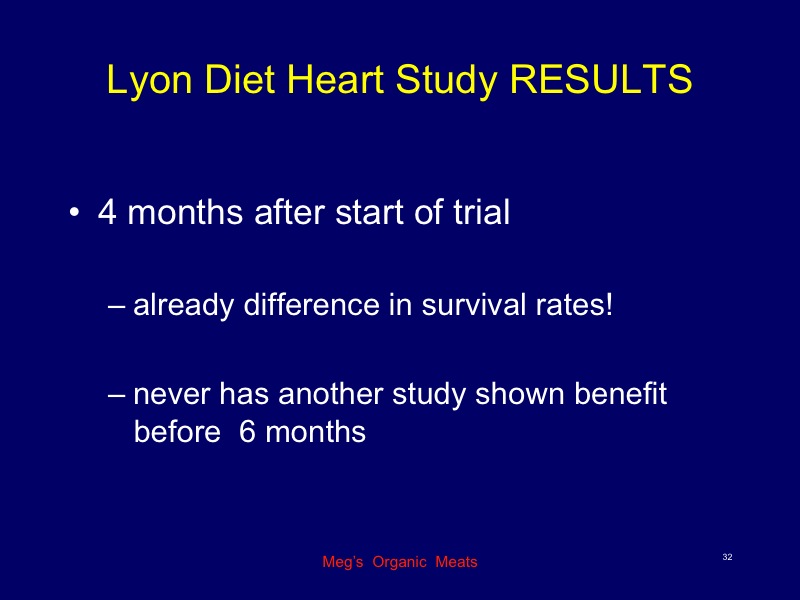 Lyon Diet Heart Study RESULTS
• 4 months after start of trial
– already difference in survival rates!
– never has another study shown benefit
before  6 months
Meg’s  Organic  Meats
32